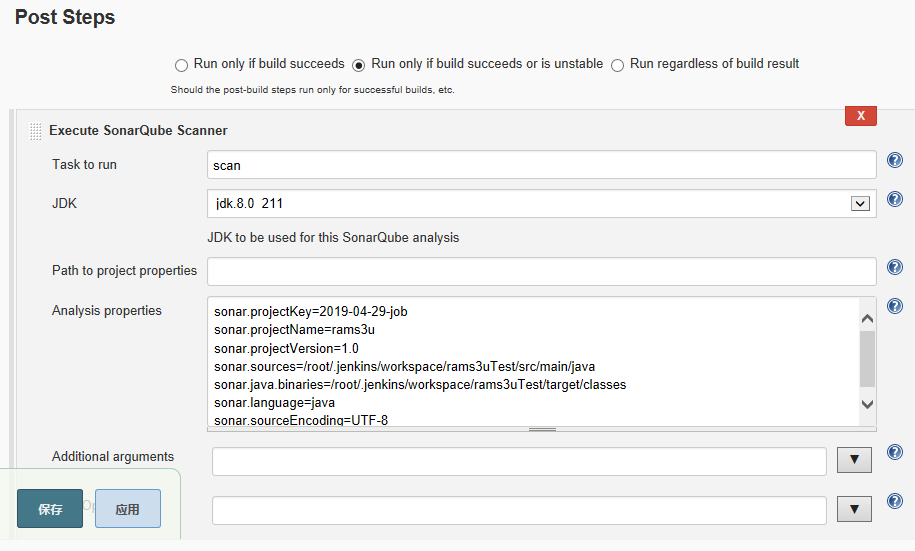 Post Steps
Run only if build succeeds Run only if build succeeds or is unstable Run regardless of build result
Should the post-build steps run only for successful builds, etc.
X
Execute SonarQube Scanner
Task to run scan
JDK jdk.8.0 211
JDK to be used for this SonarQube analysis
Path to project properties
Analysis properties
sonar.projectKey=2019-04-29-job
sonar.projectName=rams3u
sonar.projectVersion=1.0
sonar.sources=/root/.jenkins/workspace/rams3uTest/src/main/java
sonar.java.binaries=/root/.jenkins/workspace/rams3uTest/target/classes
sonar.language=java
sonar.sourceEncoding=UTF-8
Additional arguments
保存 应用